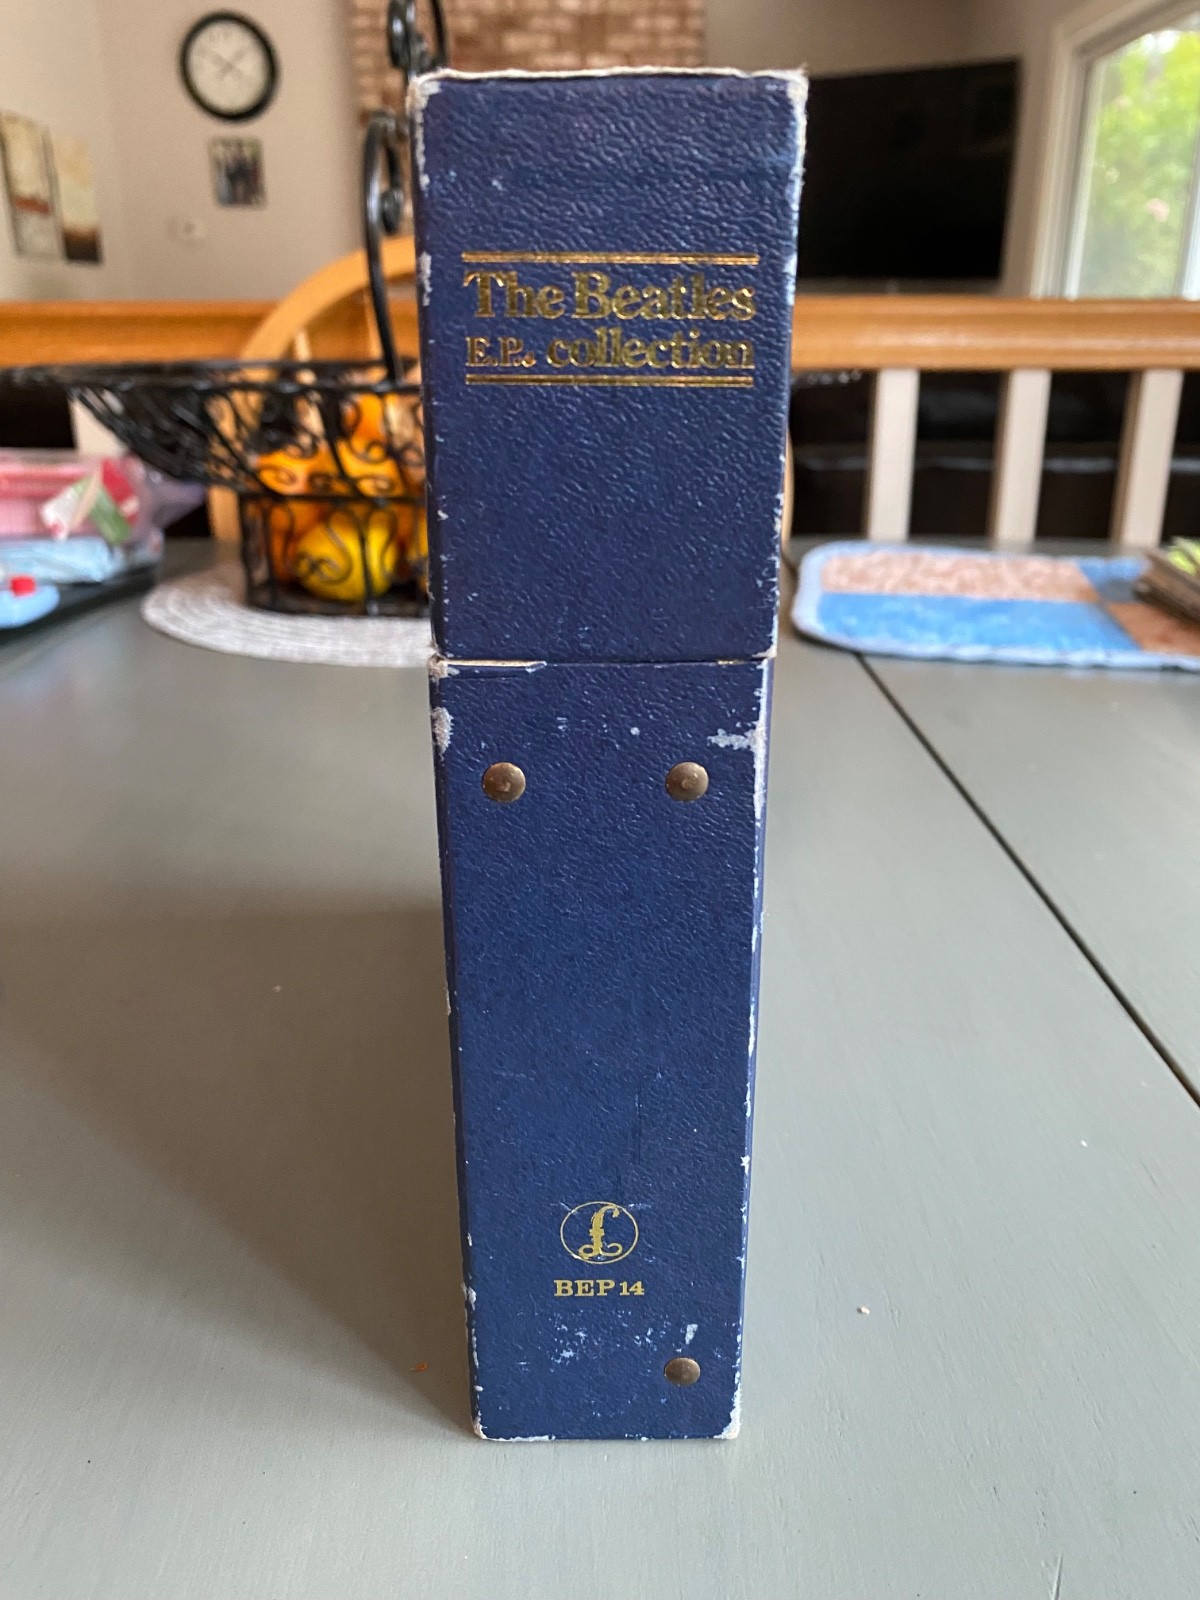 The Beatles
E.P. collection
£
BEP 14